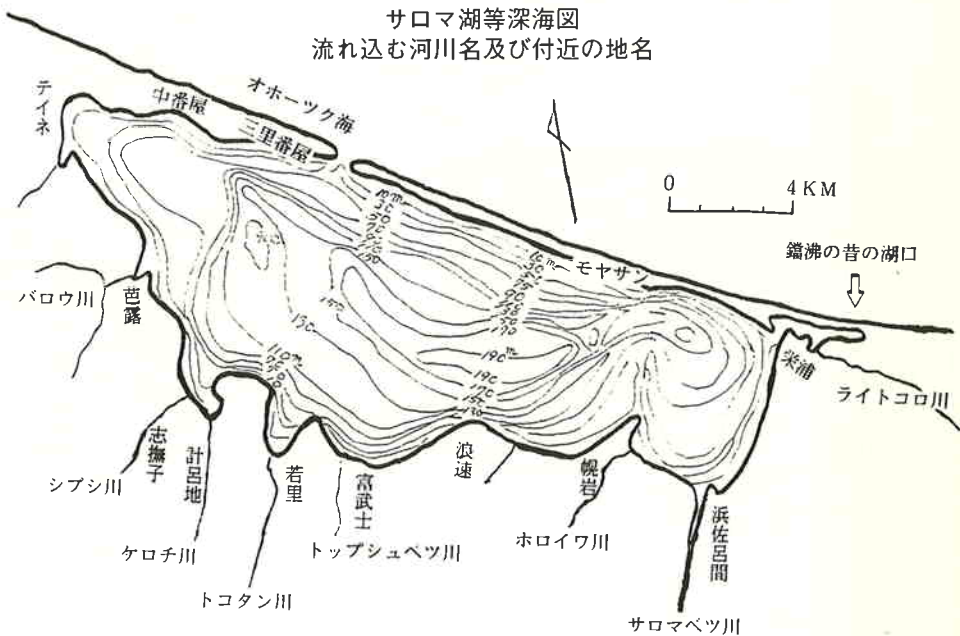 サロマ湖等深海図
流れ込む河川名及び付近の地名
テイネ
中番屋
オホーツク海
三里番屋
0 4KM
モヤサ
鐺沸の昔の湖口
バロウ川
芭露
栄浦
ライトコロ川
志撫子
シブシ川
計呂地
ケロチ川
若里
トコタン川
富武士
トップシュベツ川
浪速
幌岩
ホロイワ川
浜佐呂間
サロマベツ川
10m
150
190m
190
170
110m